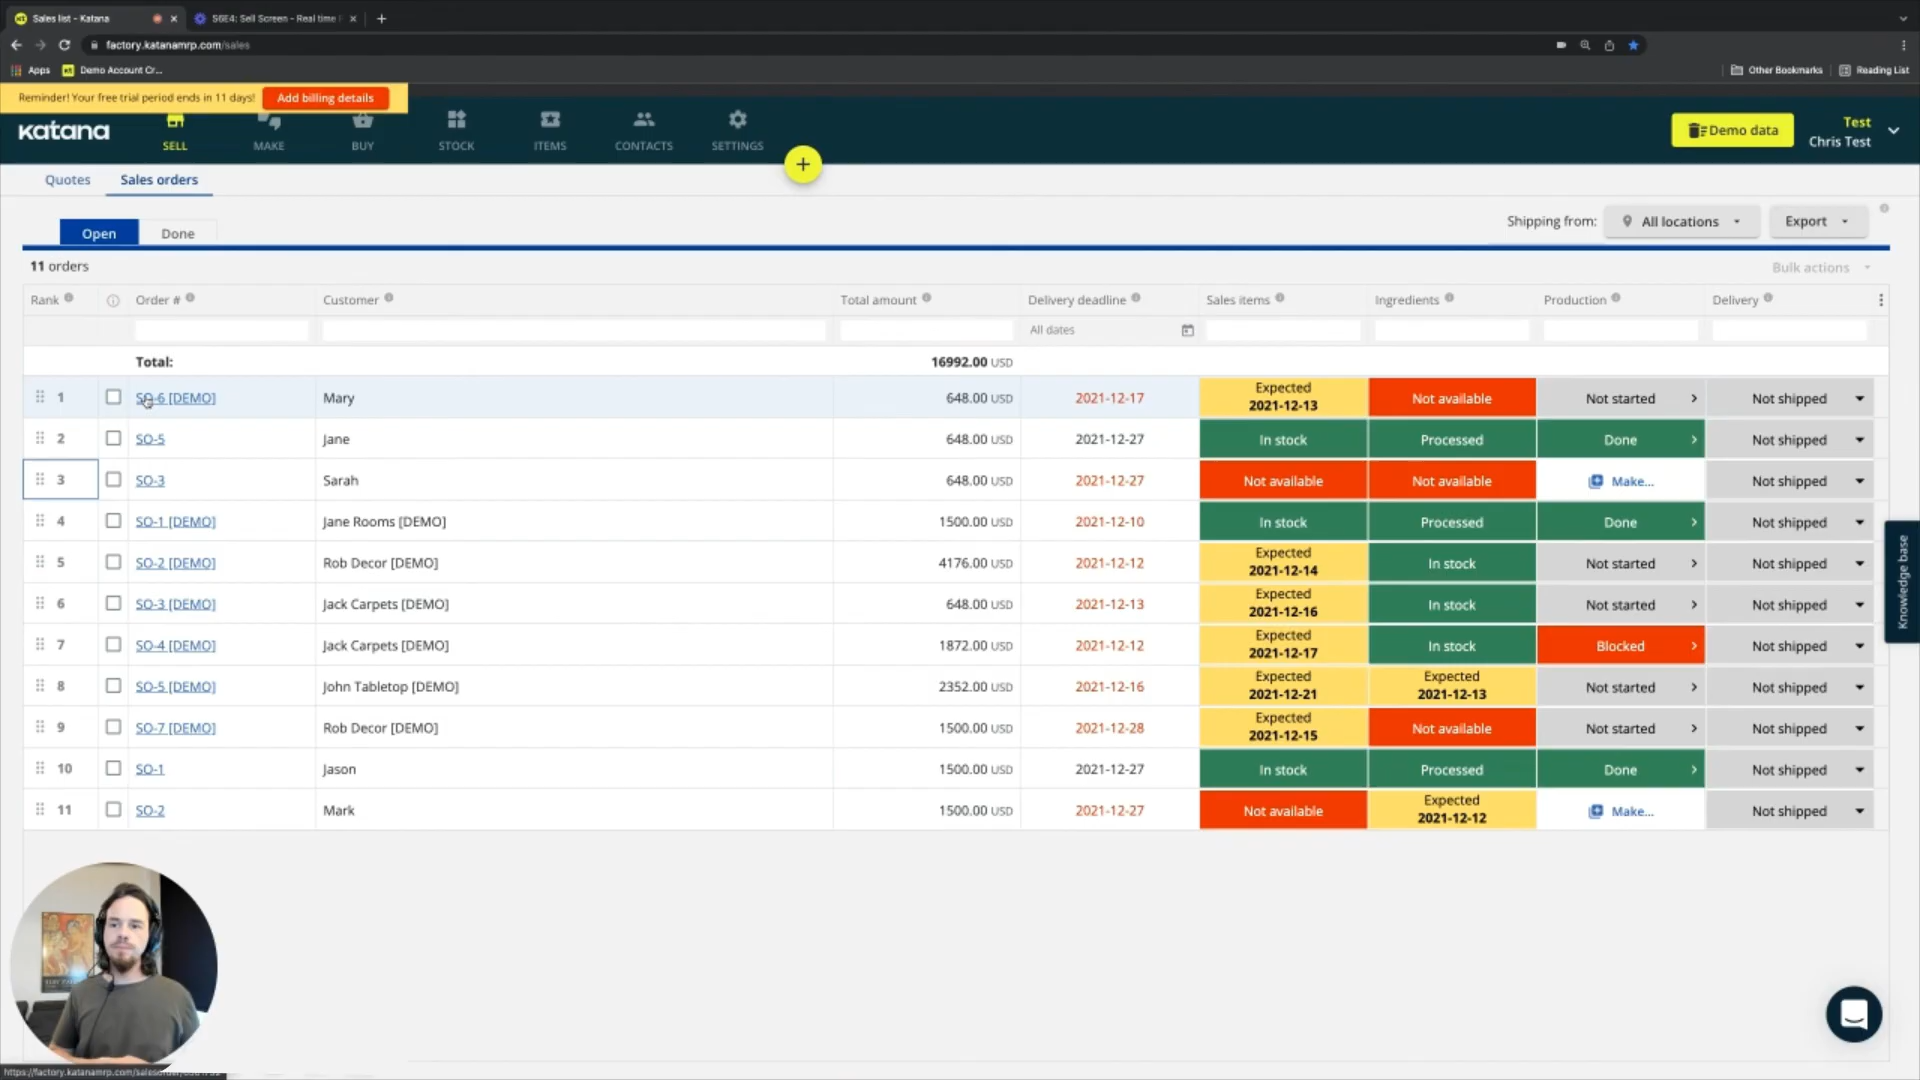 Sales list - Katana
S6E4: Sell Screen - Real time
factory.katanamrp.com/sales
Apps
Demo Account Cr...
Other Bookmarks
Reading List
Reminder! Your free trial period ends in 11 days!
Add billing details
katana
SELL
MAKE
BUY
STOCK
ITEMS
CONTACTS
SETTINGS
+
Demo data
Test
Chris Test
Quotes
Sales orders
Open
Done
Shipping from:
All locations
Export
11 orders
Bulk actions
Rank
Order #
Customer
Total amount
Delivery deadline
Sales items
Ingredients
Production
Delivery
All dates
Total:
16992.00 USD
1 SO-6 [DEMO] Mary 648.00 USD 2021-12-17 Expected 2021-12-13 Not available Not started Not shipped
2 SO-5 Jane 648.00 USD 2021-12-27 In stock Processed Done Not shipped
3 SO-3 Sarah 648.00 USD 2021-12-27 Not available Not available Make... Not shipped
4 SO-1 [DEMO] Jane Rooms [DEMO] 1500.00 USD 2021-12-10 In stock Processed Done Not shipped
5 SO-2 [DEMO] Rob Decor [DEMO] 4176.00 USD 2021-12-12 Expected 2021-12-14 In stock Not started Not shipped
6 SO-3 [DEMO] Jack Carpets [DEMO] 648.00 USD 2021-12-13 Expected 2021-12-16 In stock Not started Not shipped
7 SO-4 [DEMO] Jack Carpets [DEMO] 1872.00 USD 2021-12-12 Expected 2021-12-17 In stock Blocked Not shipped
8 SO-5 [DEMO] John Tabletop [DEMO] 2352.00 USD 2021-12-16 Expected 2021-12-21 Expected 2021-12-13 Not started Not shipped
9 SO-7 [DEMO] Rob Decor [DEMO] 1500.00 USD 2021-12-28 Expected 2021-12-15 Not available Not started Not shipped
10 SO-1 Jason 1500.00 USD 2021-12-27 In stock Processed Done Not shipped
11 SO-2 Mark 1500.00 USD 2021-12-27 Not available Expected 2021-12-12 Make... Not shipped
Knowledge base